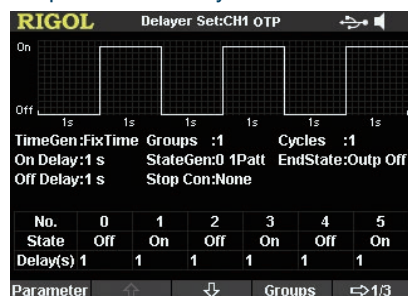 RIGOL Delayer Set:CH1 OTP
On
Off
1s 1s 1s 1s 1s 1s
TimeGen:FixTime Groups :1 Cycles :1
On Delay:1 s StateGen:0 1Patt EndState:Outp Off
Off Delay:1 s Stop Con:None
No. 0 1 2 3 4 5
State Off On Off On Off On
Delay(s) 1 1 1 1 1 1
Parameter Groups 1/3